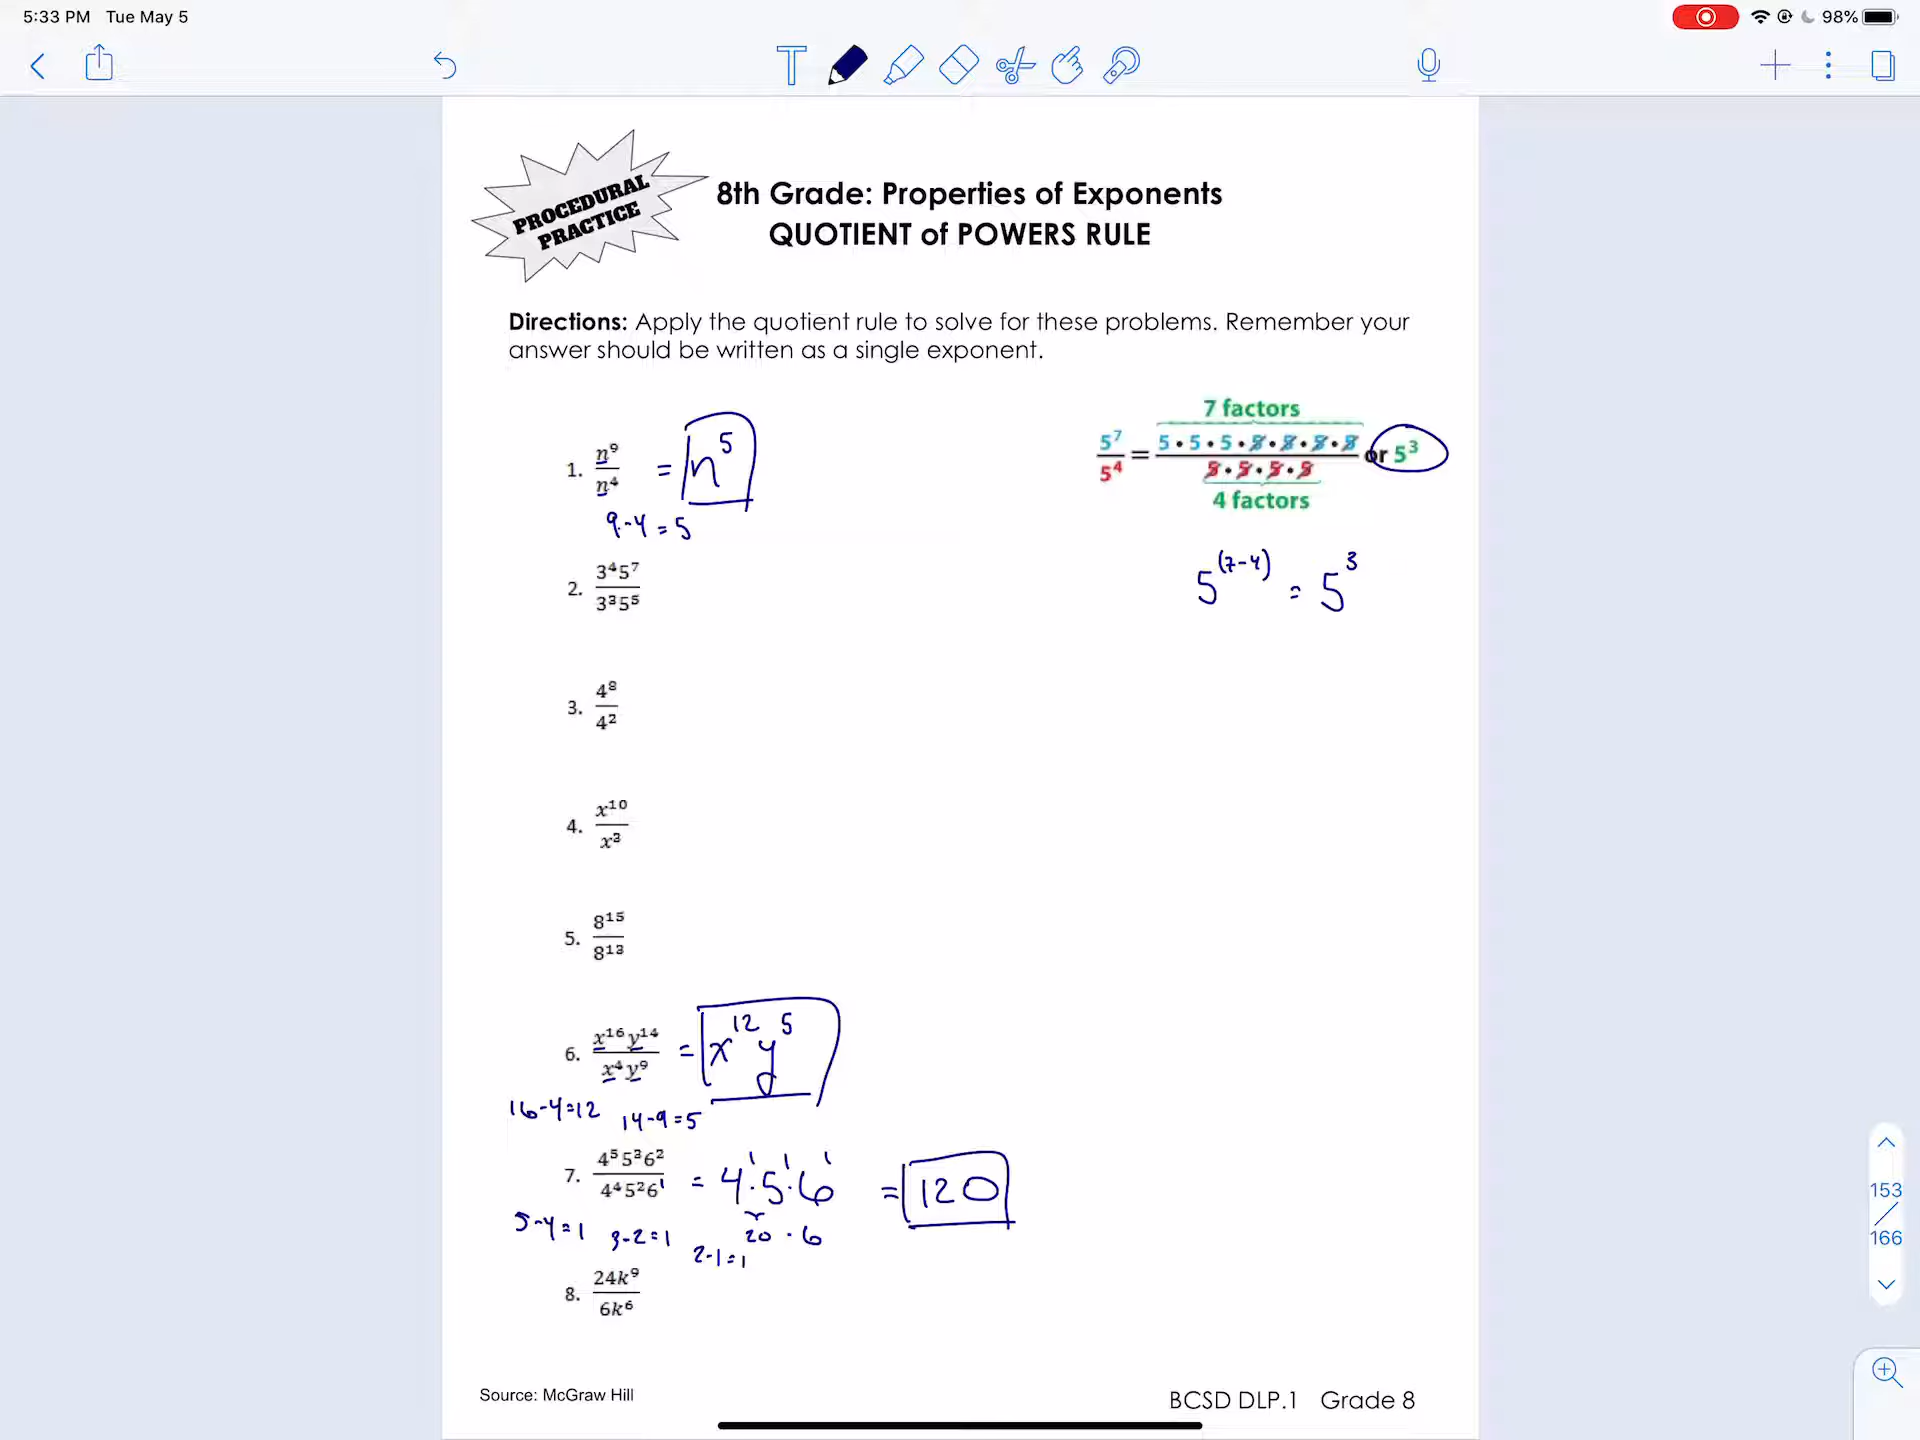 5:33 PM Tue May 5
98%
PROCEDURAL
PRACTICE
8th Grade: Properties of Exponents
QUOTIENT of POWERS RULE
Directions: Apply the quotient rule to solve for these problems. Remember your
answer should be written as a single exponent.
7 factors
5⁷/5⁴ = 5 • 5 • 5 • 5 • 5 • 5 • 5 / 5 • 5 • 5 • 5 or 5³
4 factors
5⁽⁷⁻⁴⁾ = 5³
1. n⁹/n⁴ = n⁵
9-4=5
2. 3⁴5⁷/3³5⁵
3. 4⁸/4²
4. x¹⁰/x³
5. 8¹⁵/8¹³
6. x¹⁶y¹⁴/x⁴y⁹ = x¹²y⁵
16-4=12 14-9=5
7. 4⁵5³6²/4⁴5²6¹ = 4¹·5¹·6¹ = 120
5-4=1 3-2=1 2-1=1 20·6
8. 24k⁹/6k⁶
153
/
166
Source: McGraw Hill
BCSD DLP.1 Grade 8